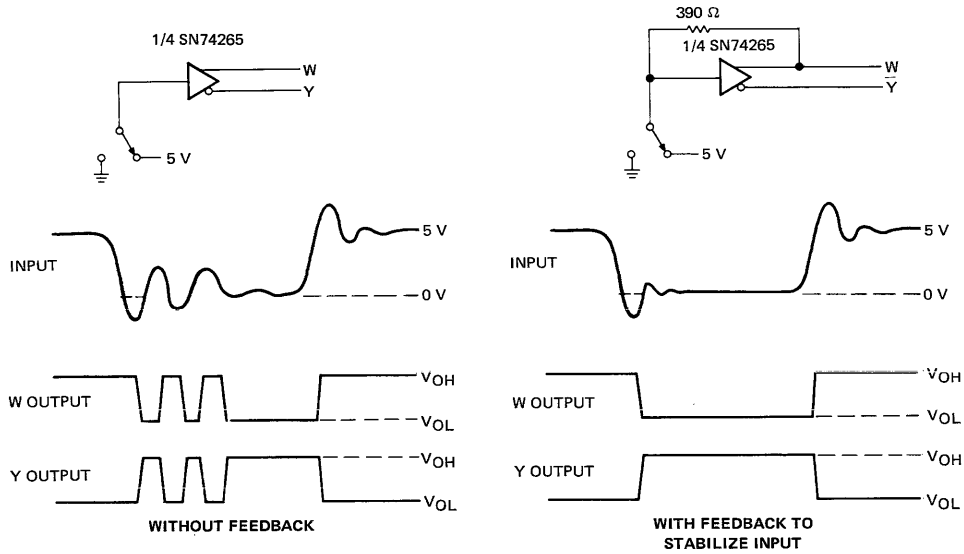 1/4 SN74265
W
Y
5 V
INPUT
5 V
0 V
W OUTPUT
VOH
VOL
Y OUTPUT
VOH
VOL
WITHOUT FEEDBACK
390 Ω
1/4 SN74265
W
Y̅
5 V
INPUT
5 V
0 V
W OUTPUT
VOH
VOL
Y OUTPUT
VOH
VOL
WITH FEEDBACK TO
STABILIZE INPUT